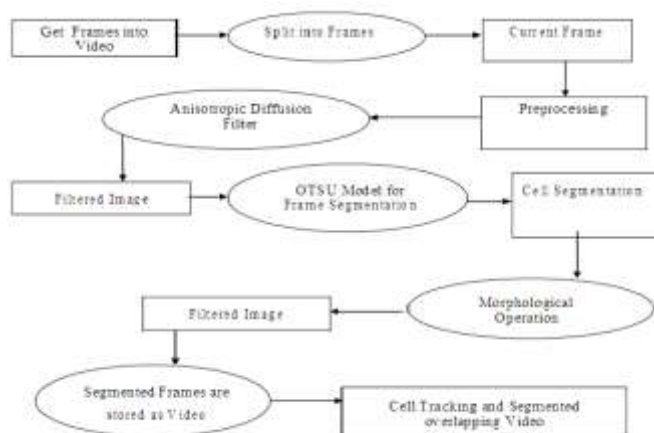 Get Frames into
Video
Split into Frames
Current Frame
Preprocessing
Anisotropic Diffusion
Filter
Filtered Image
OTSU Model for
Frame Segmentation
Cell Segmentation
Morphological
Operation
Filtered Image
Segmented Frames are
stored as Video
Cell Tracking and Segmented
overlapping Video